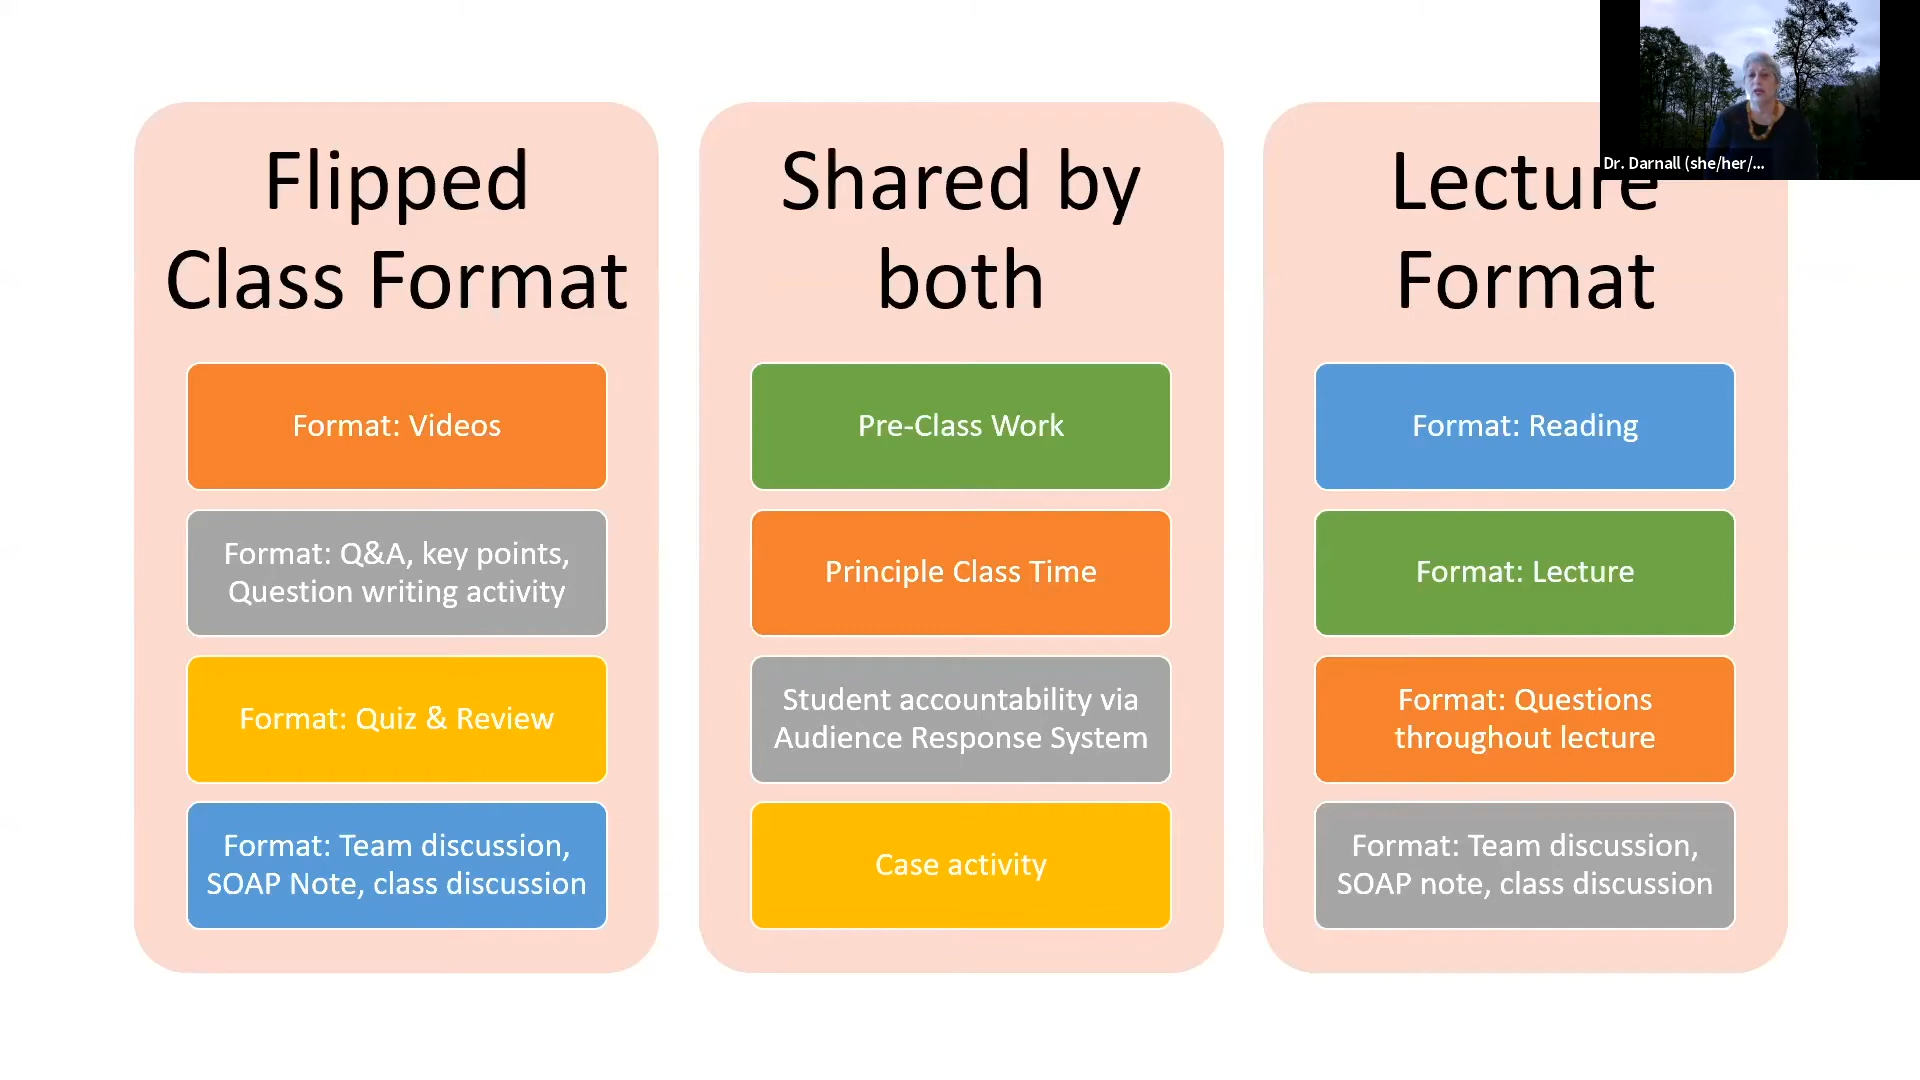 Flipped
Class Format
Format: Videos
Format: Q&A, key points,
Question writing activity
Format: Quiz & Review
Format: Team discussion,
SOAP Note, class discussion
Shared by
both
Pre-Class Work
Principle Class Time
Student accountability via
Audience Response System
Case activity
Lecture
Format
Format: Reading
Format: Lecture
Format: Questions
throughout lecture
Format: Team discussion,
SOAP note, class discussion
Dr. Darnall (she/her/...